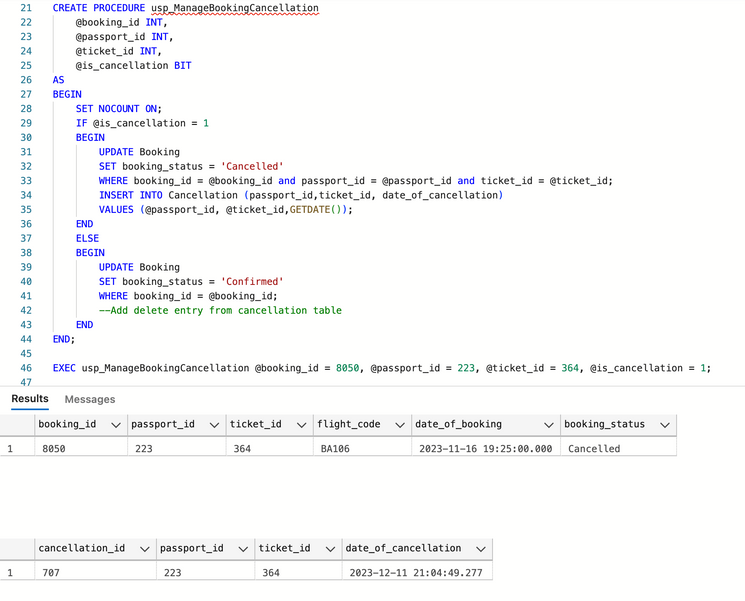 21 CREATE PROCEDURE usp_ManageBookingCancellation
22 @booking_id INT,
23 @passport_id INT,
24 @ticket_id INT,
25 @is_cancellation BIT
26 AS
27 BEGIN
28 SET NOCOUNT ON;
29 IF @is_cancellation = 1
30 BEGIN
31 UPDATE Booking
32 SET booking_status = 'Cancelled'
33 WHERE booking_id = @booking_id and passport_id = @passport_id and ticket_id = @ticket_id;
34 INSERT INTO Cancellation (passport_id,ticket_id, date_of_cancellation)
35 VALUES (@passport_id, @ticket_id,GETDATE());
36 END
37 ELSE
38 BEGIN
39 UPDATE Booking
40 SET booking_status = 'Confirmed'
41 WHERE booking_id = @booking_id;
42 --Add delete entry from cancellation table
43 END
44 END;
45
46 EXEC usp_ManageBookingCancellation @booking_id = 8050, @passport_id = 223, @ticket_id = 364, @is_cancellation = 1;
47
Results Messages
booking_id passport_id ticket_id flight_code date_of_booking booking_status
1 8050 223 364 BA106 2023-11-16 19:25:00.000 Cancelled
cancellation_id passport_id ticket_id date_of_cancellation
1 707 223 364 2023-12-11 21:04:49.277